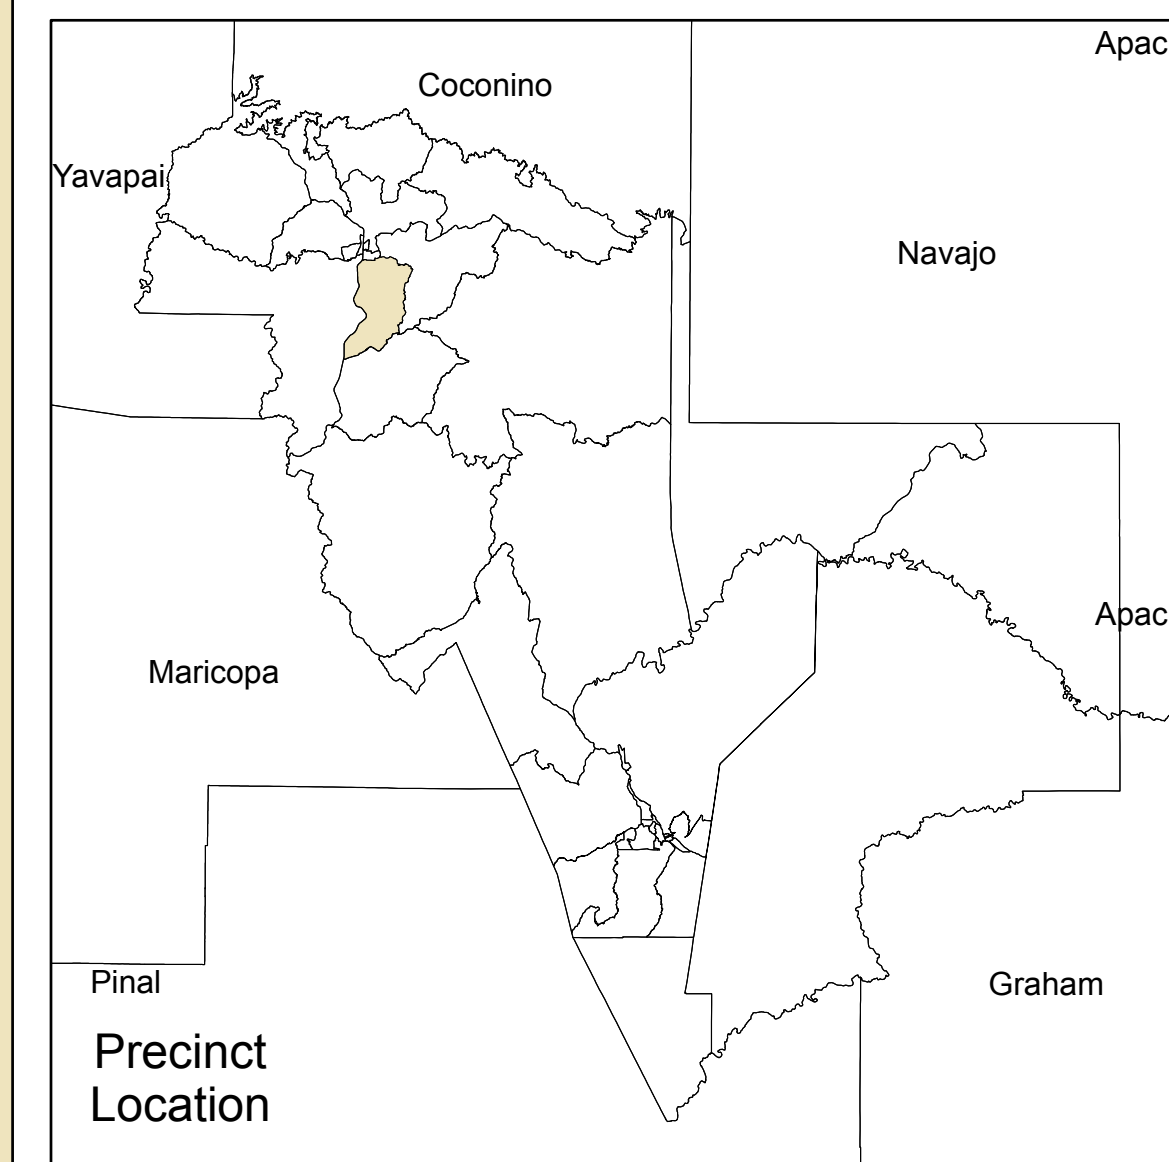 Apac
Coconino
Yavapai
Navajo
Apac
Maricopa
Pinal
Graham
Precinct
Location